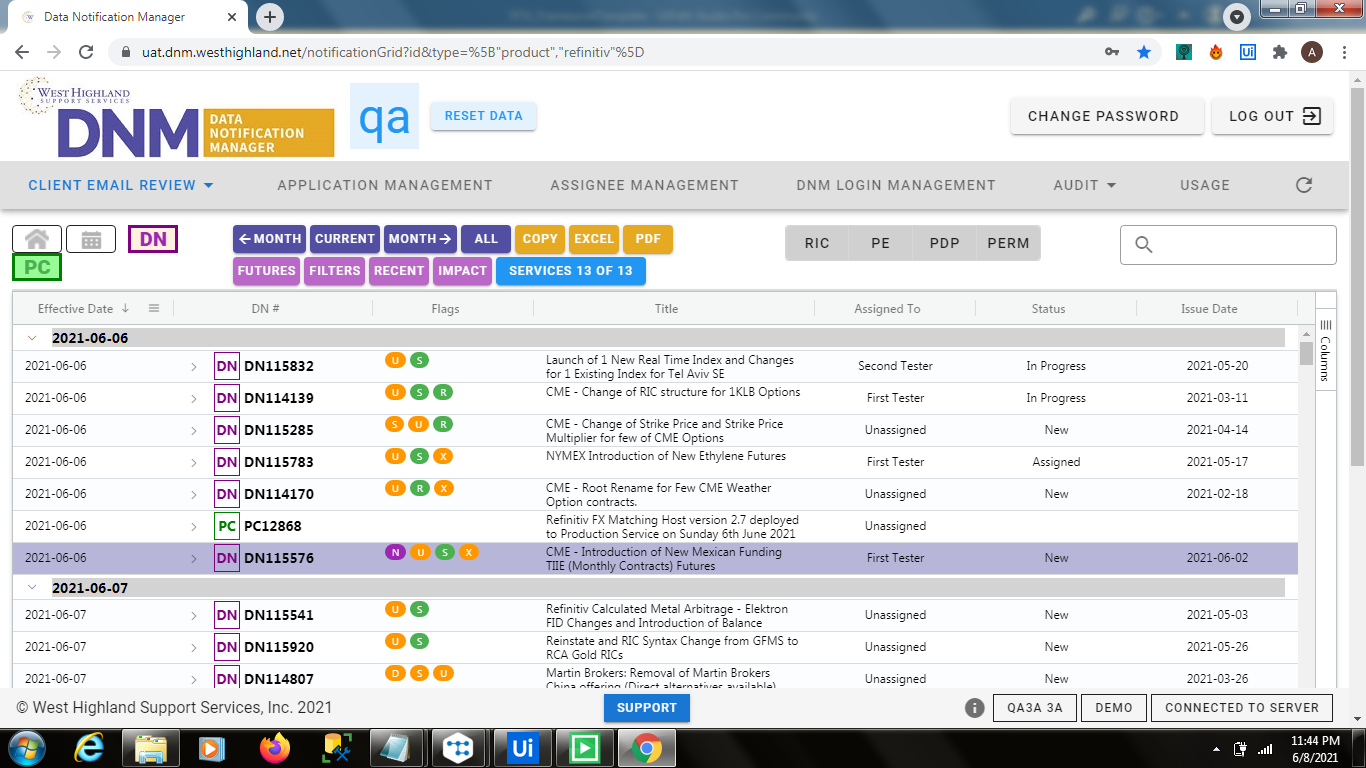 Data Notification Manager
uat.dnm.westhighland.net/notificationGrid?id&type=%5B"product","refinitiv"%5D
A
WEST HIGHLAND
SUPPORT SERVICES
DNM DATA NOTIFICATION MANAGER
qa
RESET DATA
CHANGE PASSWORD
LOG OUT
CLIENT EMAIL REVIEW
APPLICATION MANAGEMENT
ASSIGNEE MANAGEMENT
DNM LOGIN MANAGEMENT
AUDIT
USAGE
DN
PC
MONTH CURRENT MONTH ALL COPY EXCEL PDF
FUTURES FILTERS RECENT IMPACT SERVICES 13 OF 13
RIC PE PDP PERM
Effective Date DN # Flags Title Assigned To Status Issue Date
Columns
2021-06-06
2021-06-06 DN DN115832 U S Launch of 1 New Real Time Index and Changes Second Tester In Progress 2021-05-20
for 1 Existing Index for Tel Aviv SE
2021-06-06 DN DN114139 U S R CME - Change of RIC structure for 1KLB Options First Tester In Progress 2021-03-11
2021-06-06 DN DN115285 S U R CME - Change of Strike Price and Strike Price Unassigned New 2021-04-14
Multiplier for few of CME Options
2021-06-06 DN DN115783 U S X NYMEX Introduction of New Ethylene Futures First Tester Assigned 2021-05-17
2021-06-06 DN DN114170 U R X CME - Root Rename for Few CME Weather Unassigned New 2021-02-18
Option contracts.
2021-06-06 PC PC12868 Refinitiv FX Matching Host version 2.7 deployed Unassigned
to Production Service on Sunday 6th June 2021
2021-06-06 DN DN115576 N U S X CME - Introduction of New Mexican Funding First Tester New 2021-06-02
TIIE (Monthly Contracts) Futures
2021-06-07
2021-06-07 DN DN115541 U S Refinitiv Calculated Metal Arbitrage - Elektron Unassigned New 2021-05-03
FID Changes and Introduction of Balance
2021-06-07 DN DN115920 U S Reinstate and RIC Syntax Change from GFMS to Unassigned New 2021-05-26
RCA Gold RICs
2021-06-07 DN DN114807 D S U Martin Brokers: Removal of Martin Brokers Unassigned New 2021-03-26
China offering (Direct alternatives available)
© West Highland Support Services, Inc. 2021
SUPPORT
QA3A 3A
DEMO
CONNECTED TO SERVER
Ui
11:44 PM
6/8/2021